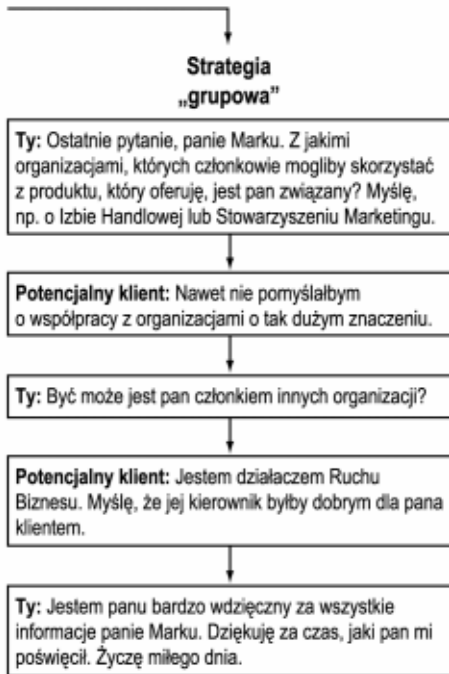 Strategia
„grupowa”
Ty: Ostatnie pytanie, panie Marku. Z jakimi
organizacjami, których członkowie mogliby skorzystać
z produktu, który oferuję, jest pan związany? Myślę,
np. o Izbie Handlowej lub Stowarzyszeniu Marketingu.
Potencjalny klient: Nawet nie pomyślałbym
o współpracy z organizacjami o tak dużym znaczeniu.
Ty: Być może jest pan członkiem innych organizacji?
Potencjalny klient: Jestem działaczem Ruchu
Biznesu. Myślę, że jej kierownik byłby dobrym dla pana
klientem.
Ty: Jestem panu bardzo wdzięczny za wszystkie
informacje panie Marku. Dziękuję za czas, jaki pan mi
poświęcił. Życzę miłego dnia.